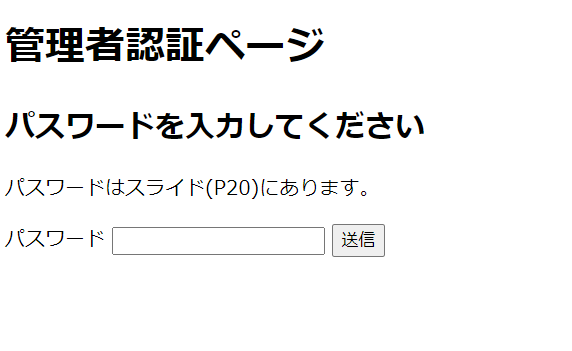 管理者認証ページ
パスワードを入力してください
パスワードはスライド(P20)にあります。
パスワード 送信